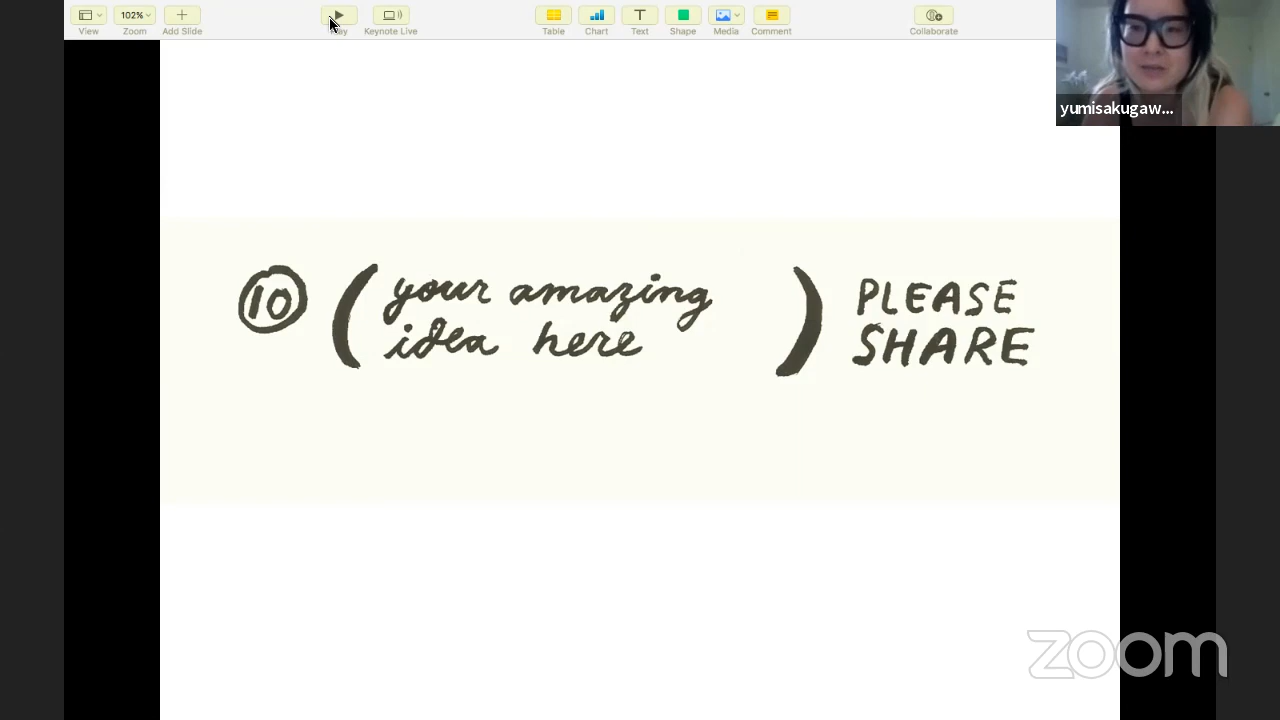 102%
View
Zoom
Add Slide
Keynote Live
Table
Chart
Text
Shape
Media
Comment
Collaborate
yumisakugaw...
10 ( your amazing
idea here ) PLEASE
SHARE
zoom